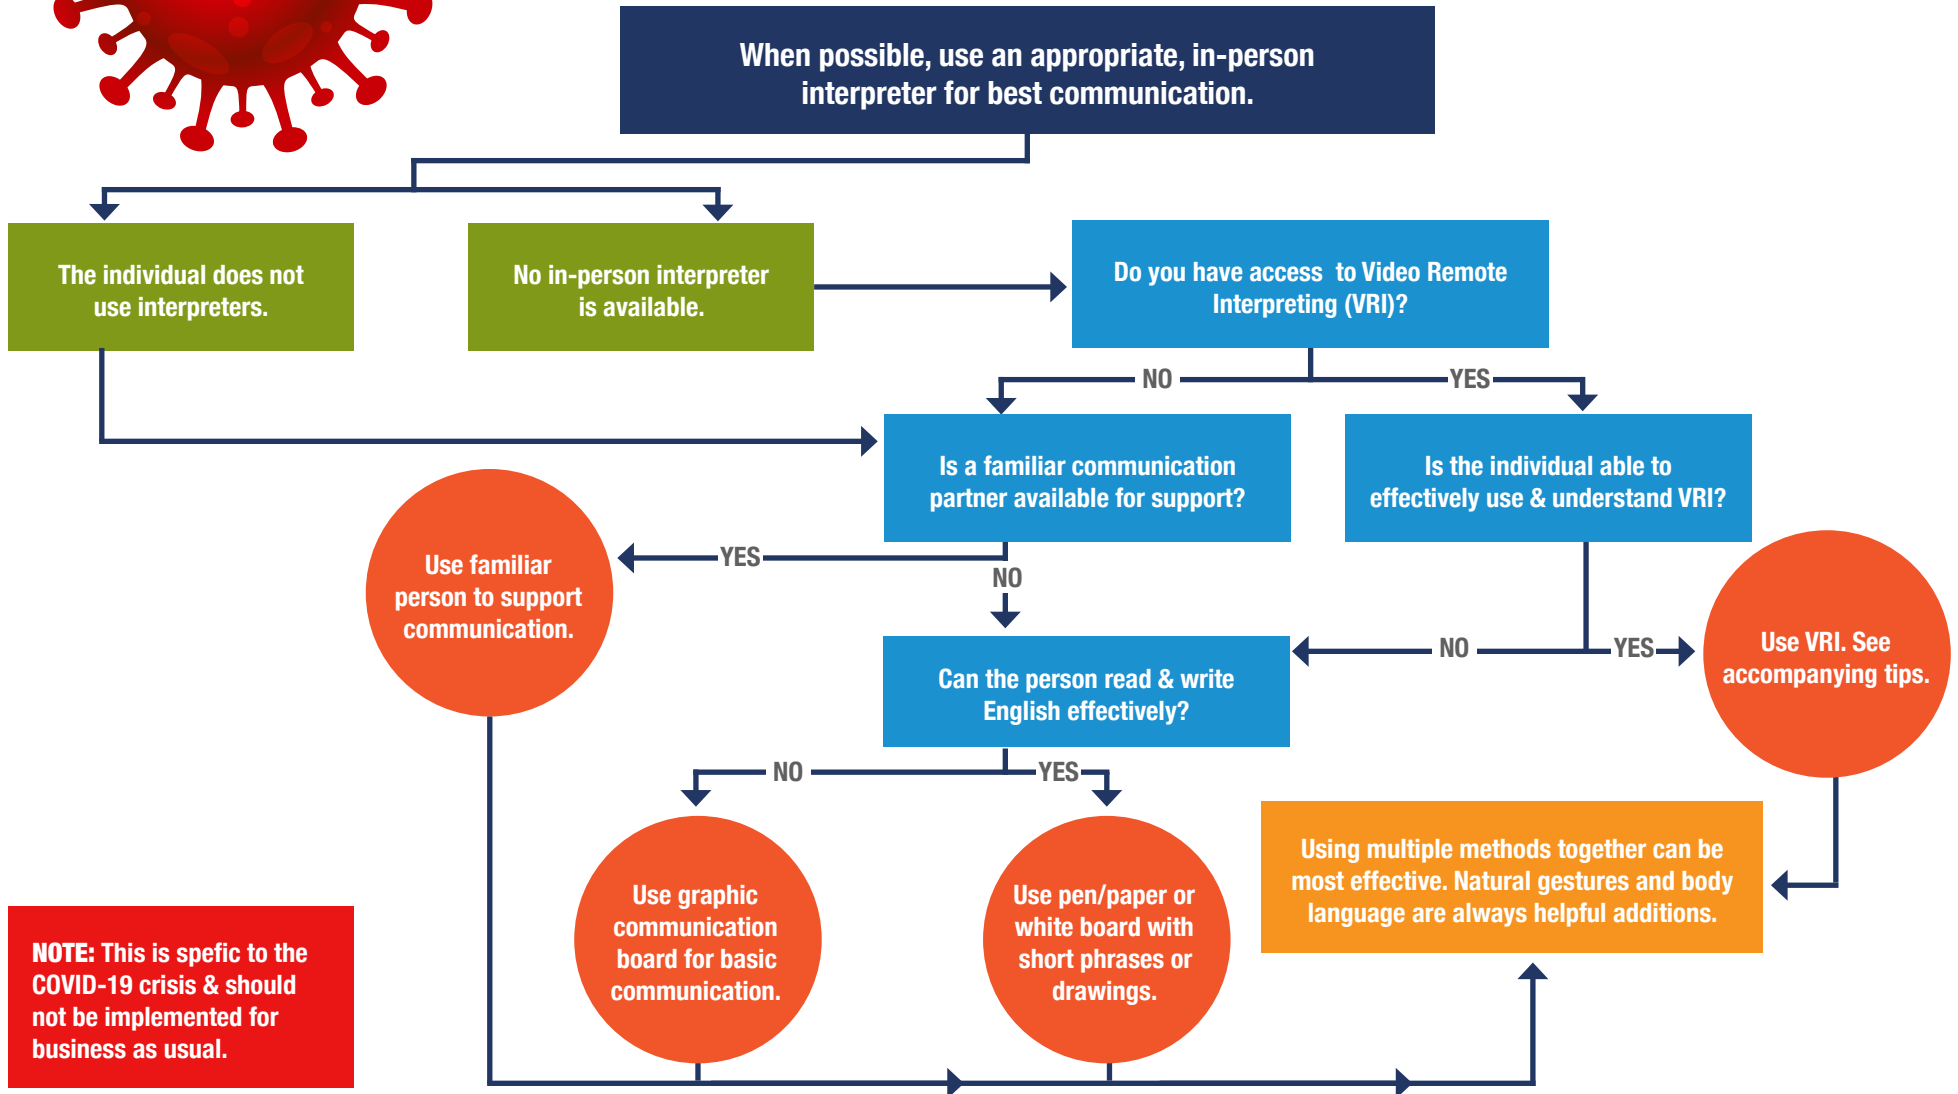 When possible, use an appropriate, in-person
interpreter for best communication.
The individual does not
use interpreters.
No in-person interpreter
is available.
Do you have access to Video Remote
Interpreting (VRI)?
NO
YES
Is a familiar communication
partner available for support?
Is the individual able to
effectively use & understand VRI?
Use familiar
person to support
communication.
YES
NO
NO
YES
Use VRI. See
accompanying tips.
Can the person read & write
English effectively?
NO
YES
Use graphic
communication
board for basic
communication.
Use pen/paper or
white board with
short phrases or
drawings.
Using multiple methods together can be
most effective. Natural gestures and body
language are always helpful additions.
NOTE: This is spefic to the
COVID-19 crisis & should
not be implemented for
business as usual.